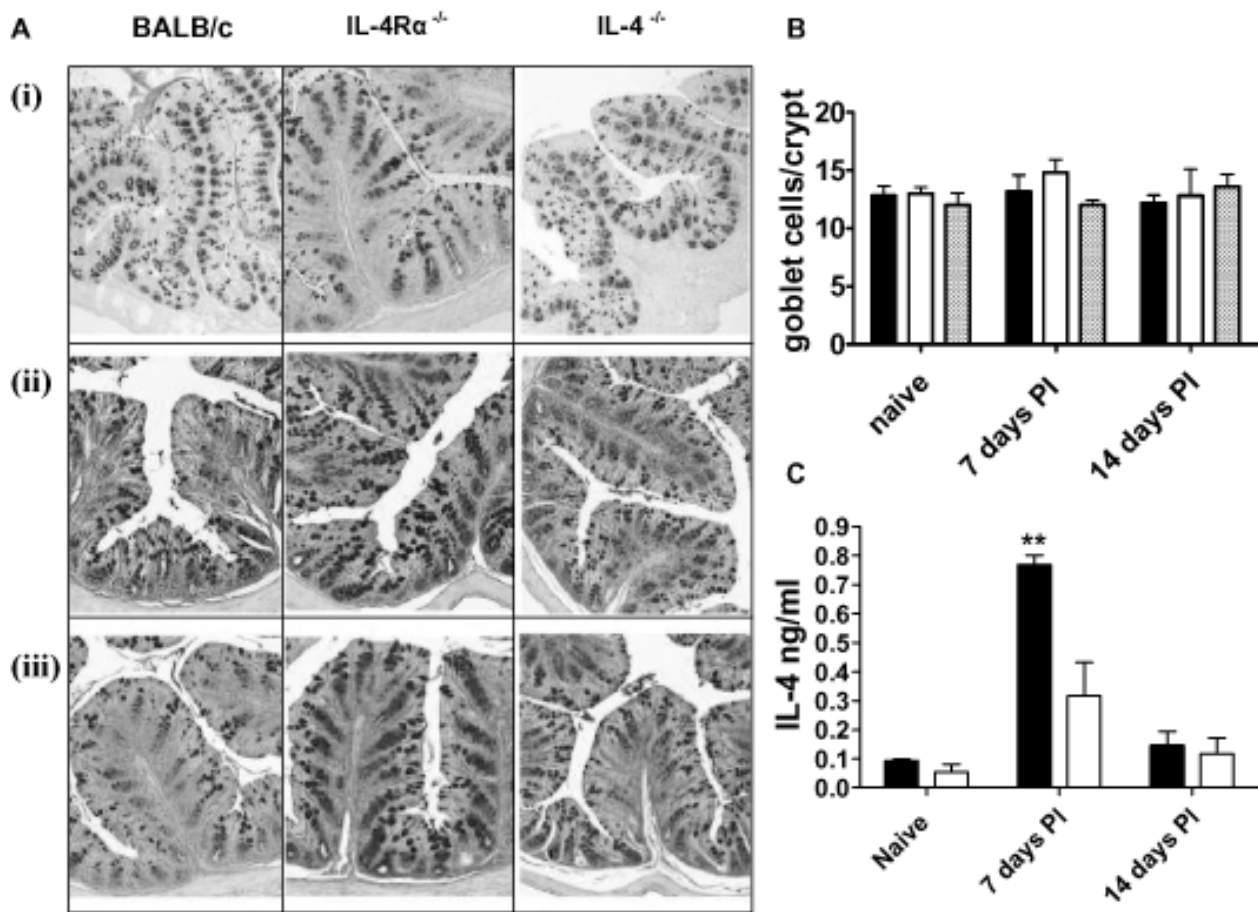 A BALB/c IL-4Rα -/- IL-4 -/-
(i)
(ii)
(iii)
B
goblet cells/crypt
20
15
10
5
0
naive
7 days PI
14 days PI
C
IL-4 ng/ml
0.9
0.8
0.7
0.6
0.5
0.4
0.3
0.2
0.1
0.0
**
Naive
7 days PI
14 days PI